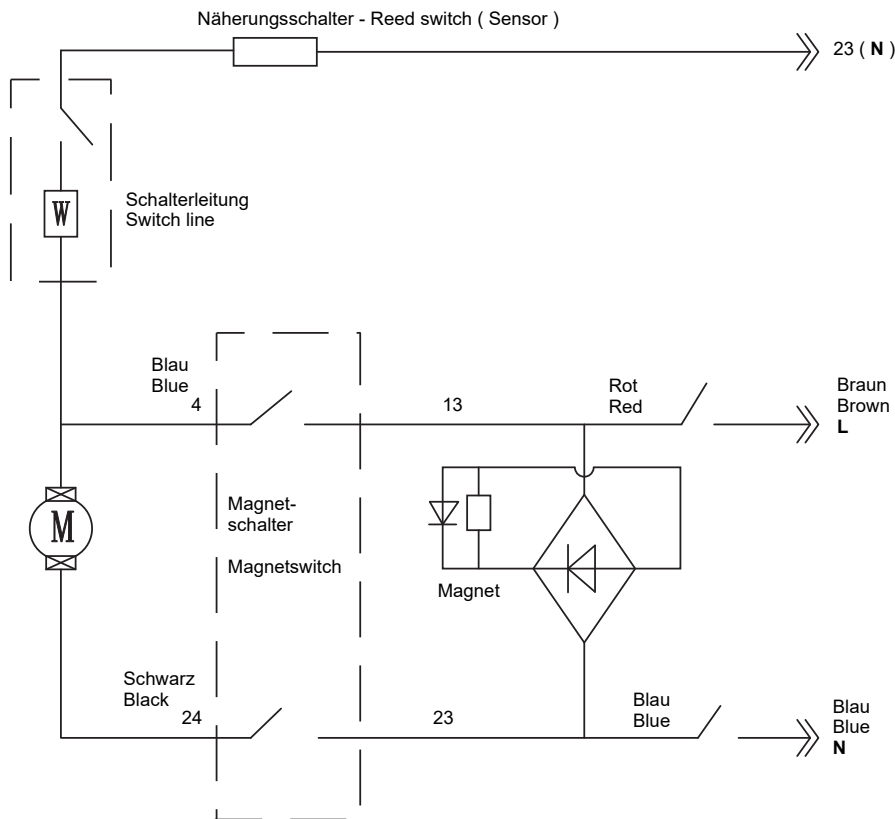 Näherungsschalter - Reed switch ( Sensor )
23 ( N )
W
Schalterleitung
Switch line
Blau
Blue
4
13
Rot
Red
Braun
Brown
L
M
Magnet-
schalter
Magnetswitch
Magnet
Schwarz
Black
24
23
Blau
Blue
Blau
Blue
N